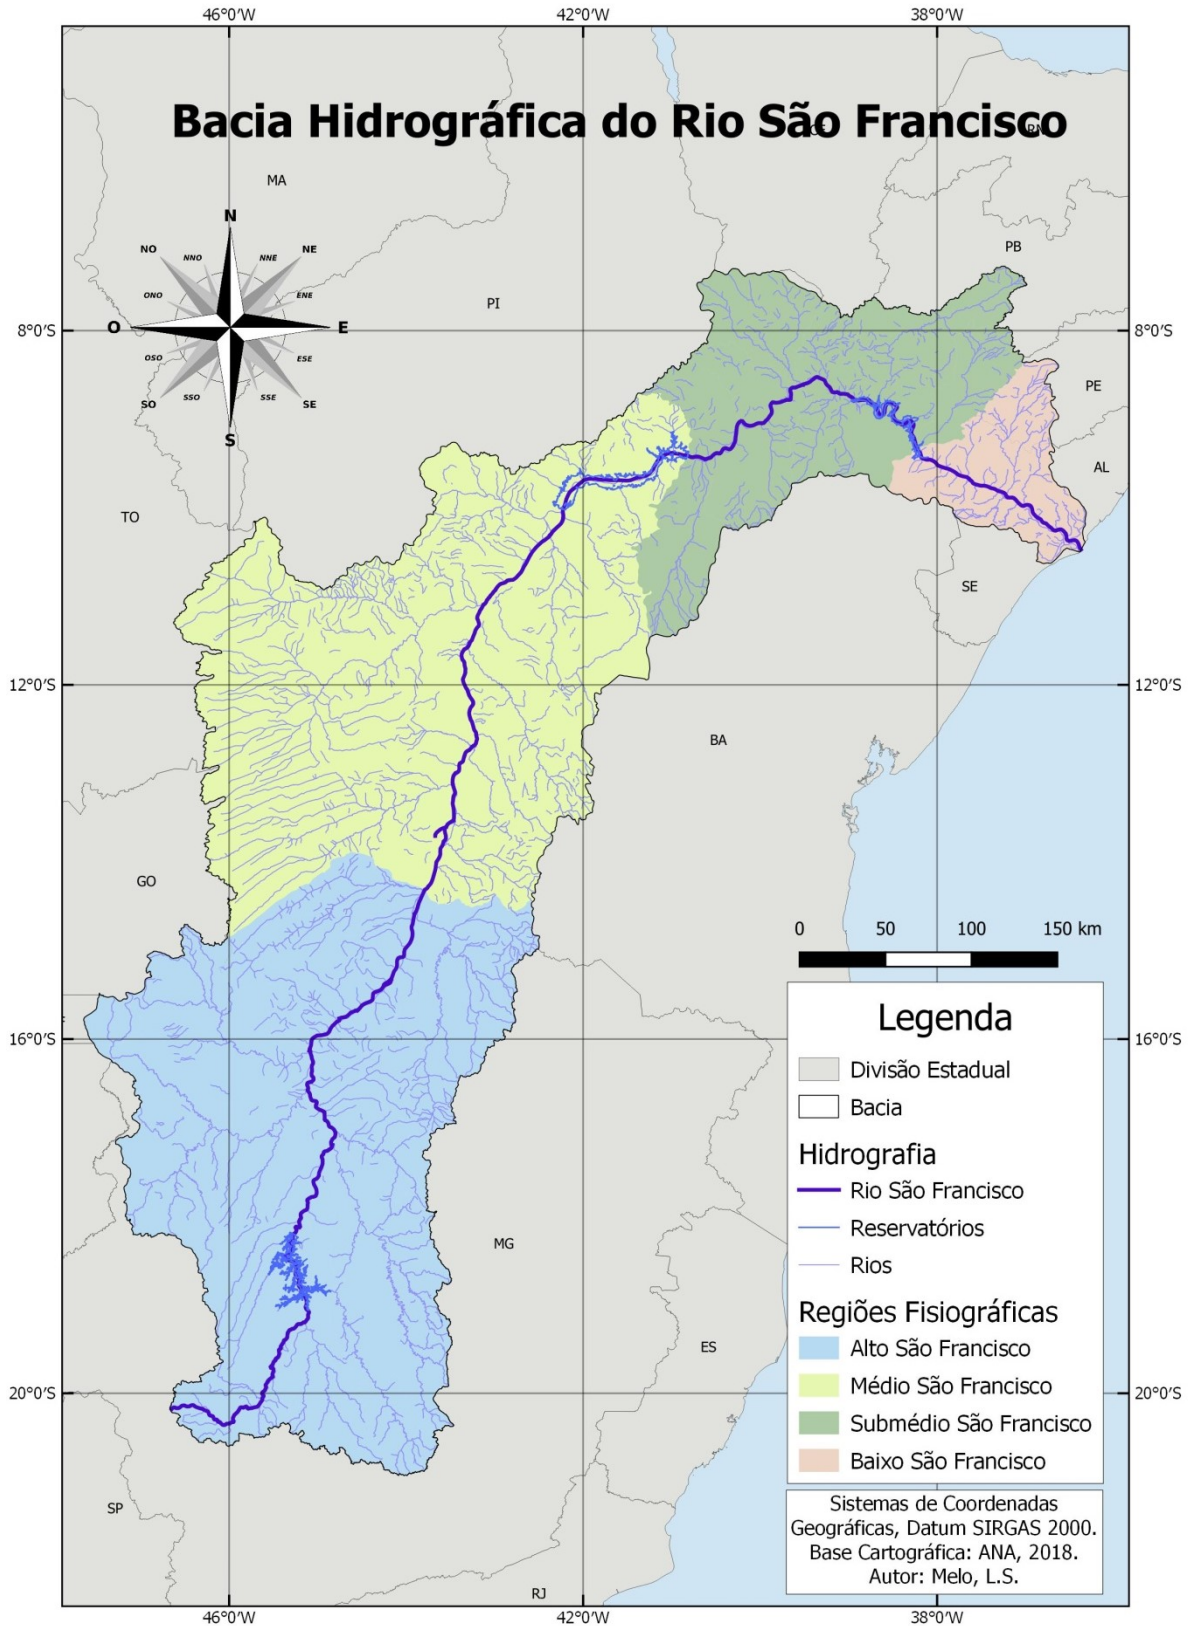 46°0'W 42°0'W 38°0'W
Bacia Hidrográfica do Rio São Francisco
CE
RN
MA
N
NO NNO NNE NE
ONO ENE
O E
OSO ESE
SO SSO SSE SE
S
PB
PI
8°0'S 8°0'S
PE
AL
TO
SE
12°0'S 12°0'S
BA
GO
0 50 100 150 km
Legenda
16°0'S 16°0'S
Divisão Estadual
Bacia
Hidrografia
Rio São Francisco
Reservatórios
Rios
MG
Regiões Fisiográficas
Alto São Francisco
ES
Médio São Francisco
20°0'S 20°0'S
Submédio São Francisco
Baixo São Francisco
SP
Sistemas de Coordenadas
Geográficas, Datum SIRGAS 2000.
Base Cartográfica: ANA, 2018.
Autor: Melo, L.S.
RJ
46°0'W 42°0'W 38°0'W